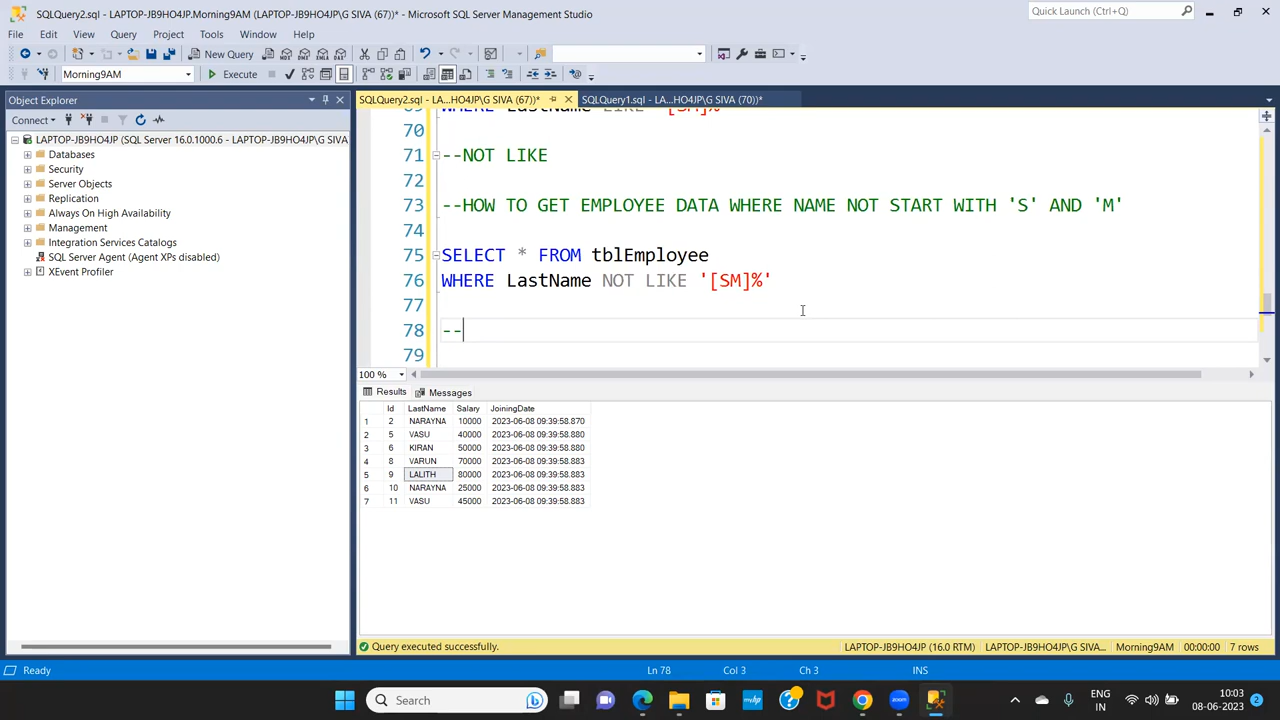 SQLQuery2.sql - LAPTOP-JB9HO4JP.Morning9AM (LAPTOP-JB9HO4JP\G SIVA (67))* - Microsoft SQL Server Management Studio
Quick Launch (Ctrl+Q)
File Edit View Query Project Tools Window Help
New Query
Morning9AM Execute
Object Explorer
SQLQuery2.sql - LA...HO4JP\G SIVA (67))* SQLQuery1.sql - LA...HO4JP\G SIVA (70))*
Connect
LAPTOP-JB9HO4JP (SQL Server 16.0.1000.6 - LAPTOP-JB9HO4JP\G SIVA
Databases
Security
Server Objects
Replication
Always On High Availability
Management
Integration Services Catalogs
SQL Server Agent (Agent XPs disabled)
XEvent Profiler
69 WHERE LastName LIKE '[SM]%'
70
71 --NOT LIKE
72
73 --HOW TO GET EMPLOYEE DATA WHERE NAME NOT START WITH 'S' AND 'M'
74
75 SELECT * FROM tblEmployee
76 WHERE LastName NOT LIKE '[SM]%'
77
78 --
79
100 %
Results Messages
Id LastName Salary JoiningDate
1 2 NARAYNA 10000 2023-06-08 09:39:58.870
2 5 VASU 40000 2023-06-08 09:39:58.880
3 6 KIRAN 50000 2023-06-08 09:39:58.880
4 8 VARUN 70000 2023-06-08 09:39:58.883
5 9 LALITH 80000 2023-06-08 09:39:58.883
6 10 NARAYNA 25000 2023-06-08 09:39:58.883
7 11 VASU 45000 2023-06-08 09:39:58.883
Query executed successfully. LAPTOP-JB9HO4JP (16.0 RTM) LAPTOP-JB9HO4JP\G SIVA... Morning9AM 00:00:00 7 rows
Ready Ln 78 Col 3 Ch 3 INS
Search
zoom
ENG
IN
10:03
08-06-2023
2